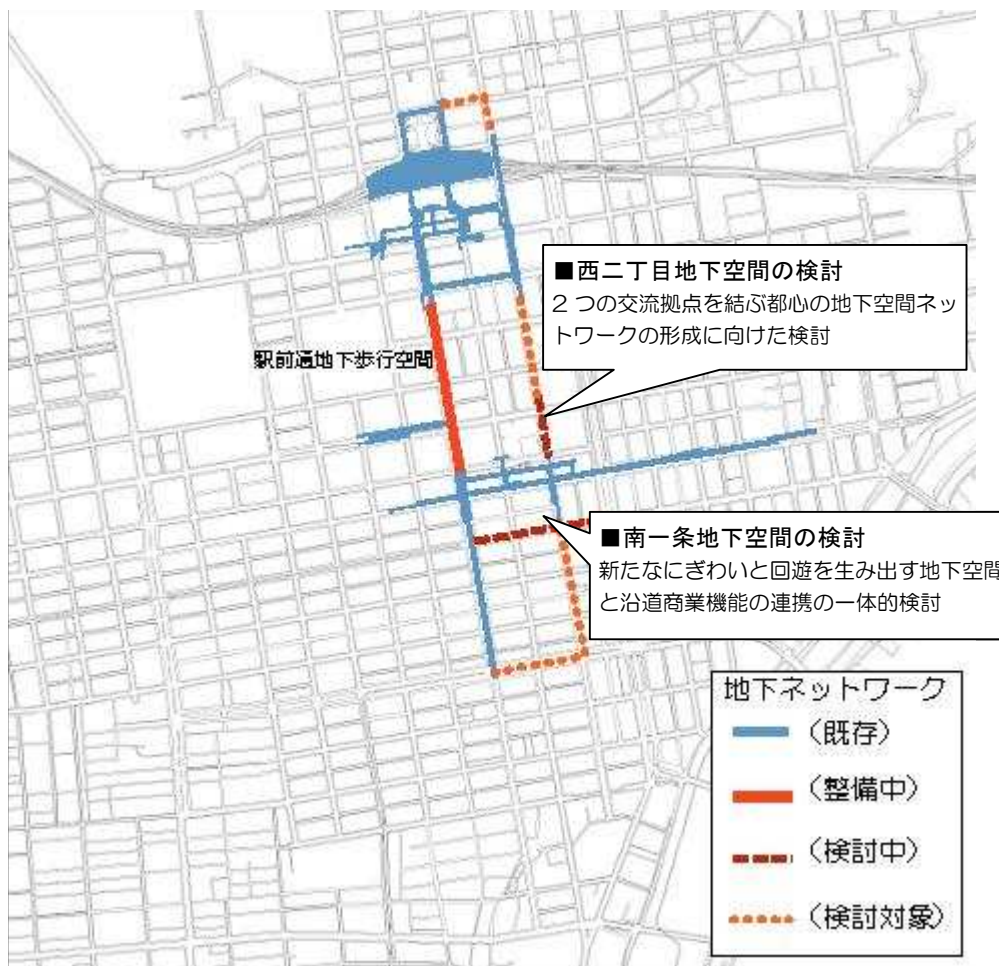 ■西二丁目地下空間の検討
２つの交流拠点を結ぶ都心の地下空間ネッ
トワークの形成に向けた検討
駅前通地下歩行空間
■南一条地下空間の検討
新たなにぎわいと回遊を生み出す地下空間
と沿道商業機能の連携の一体的検討
地下ネットワーク
（既存）
（整備中）
（検討中）
（検討対象）